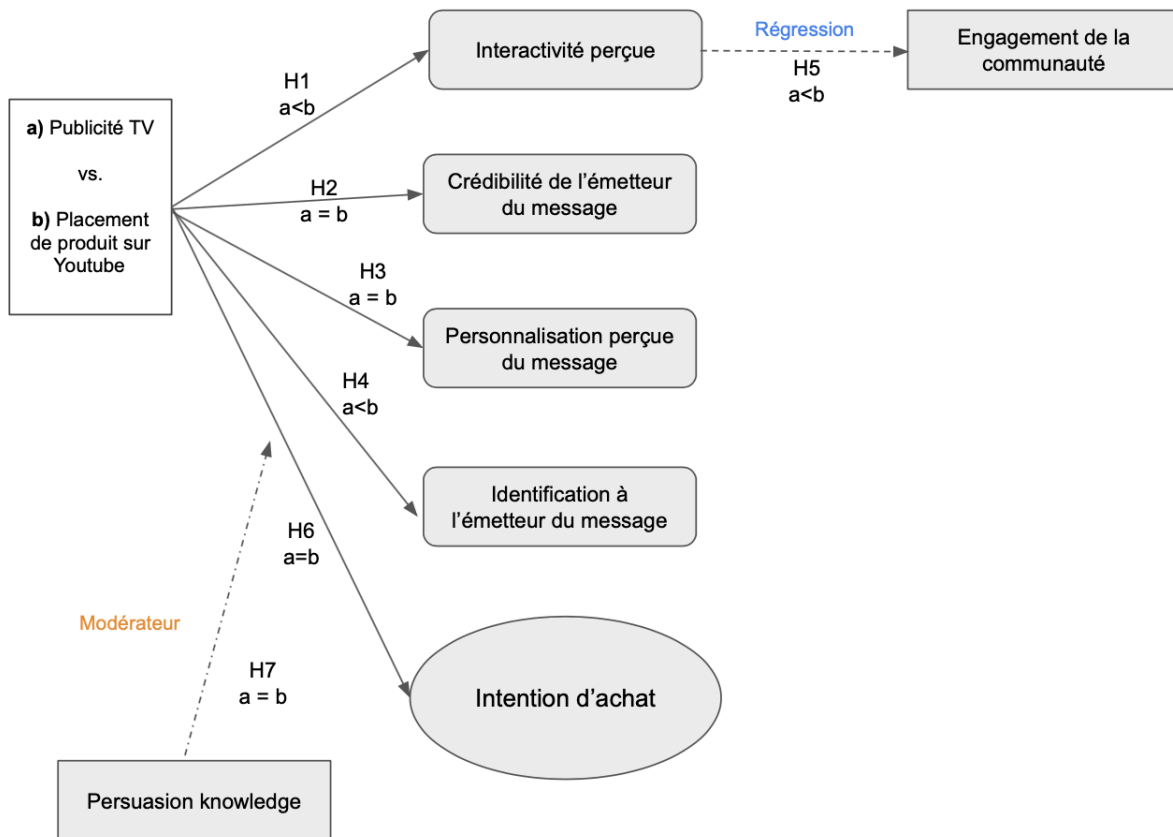 Interactivité perçue
Régression
H5
a<b
Engagement de la
communauté
H1
a<b
a) Publicité TV
vs.
b) Placement
de produit sur
Youtube
H2
a = b
Crédibilité de l'émetteur
du message
H3
a = b
Personnalisation perçue
du message
H4
a<b
Identification à
l'émetteur du message
H6
a=b
Modérateur
H7
a = b
Intention d'achat
Persuasion knowledge